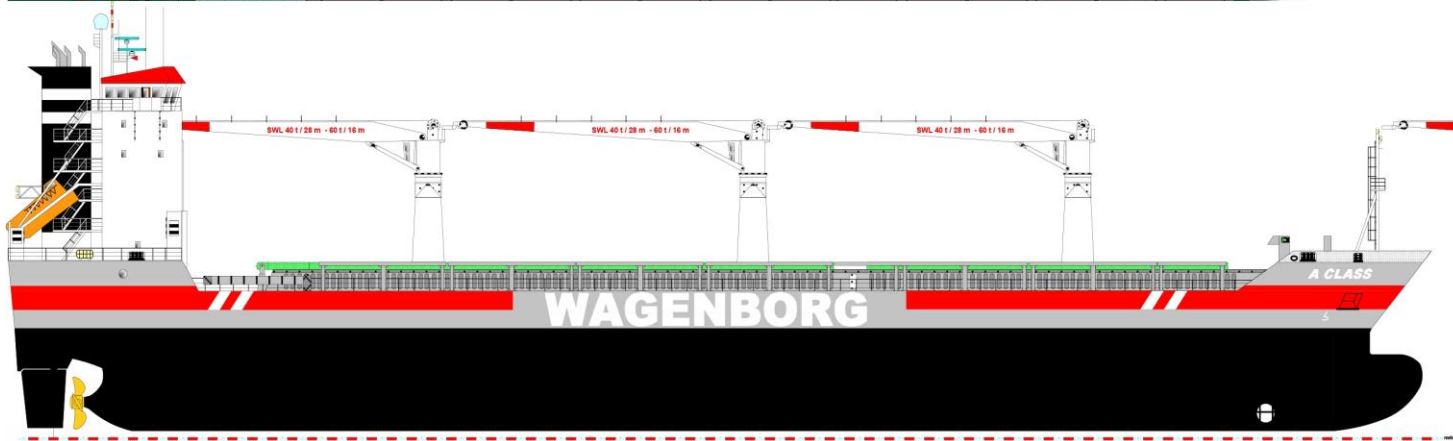 SWL 40 t / 28 m - 60 t / 16 m
SWL 40 t / 28 m - 60 t / 16 m
SWL 40 t / 28 m - 60 t / 16 m
A CLASS
WAGENBORG